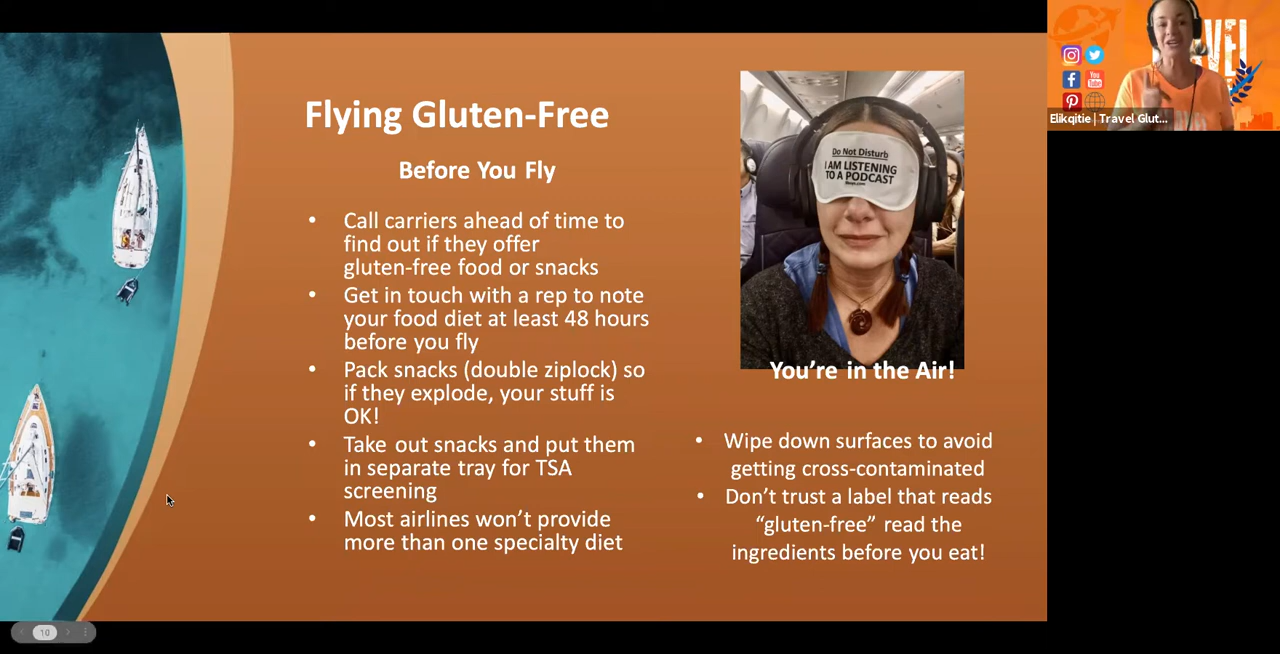 Flying Gluten-Free
Before You Fly
• Call carriers ahead of time to
find out if they offer
gluten-free food or snacks
• Get in touch with a rep to note
your food diet at least 48 hours
before you fly
• Pack snacks (double ziplock) so
if they explode, your stuff is
OK!
• Take out snacks and put them
in separate tray for TSA
screening
• Most airlines won’t provide
more than one specialty diet
Do Not Disturb
I AM LISTENING
TO A PODCAST
You’re in the Air!
• Wipe down surfaces to avoid
getting cross-contaminated
• Don’t trust a label that reads
“gluten-free” read the
ingredients before you eat!
You Tube
Elikqitie | Travel Glut...
10